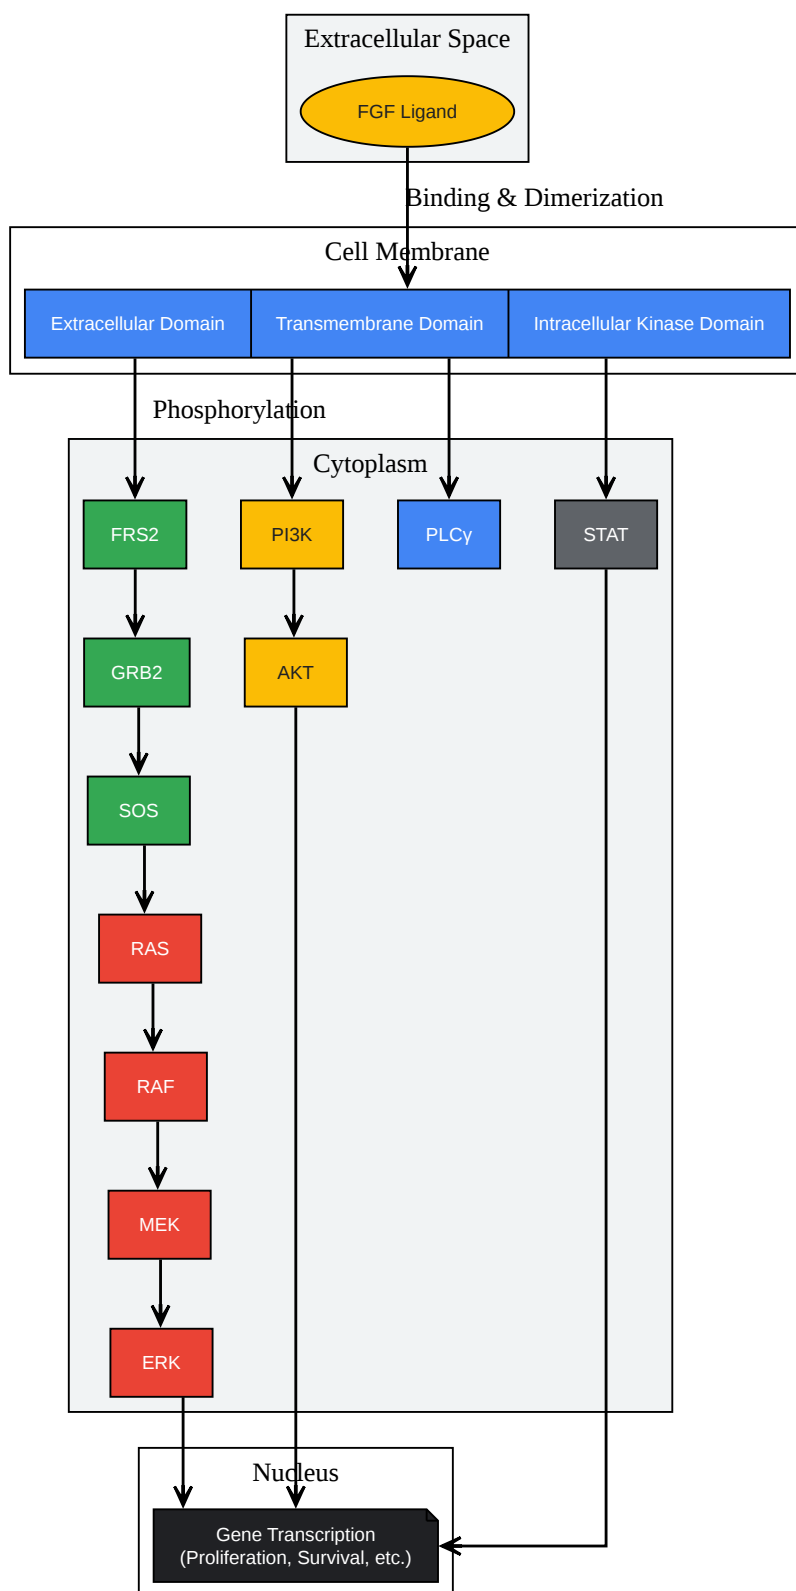 Extracellular Space
FGF Ligand
Binding & Dimerization
Cell Membrane
Extracellular Domain
Transmembrane Domain
Intracellular Kinase Domain
Phosphorylation
Cytoplasm
FRS2
PI3K
PLCγ
STAT
GRB2
AKT
SOS
RAS
RAF
MEK
ERK
Nucleus
Gene Transcription
(Proliferation, Survival, etc.)